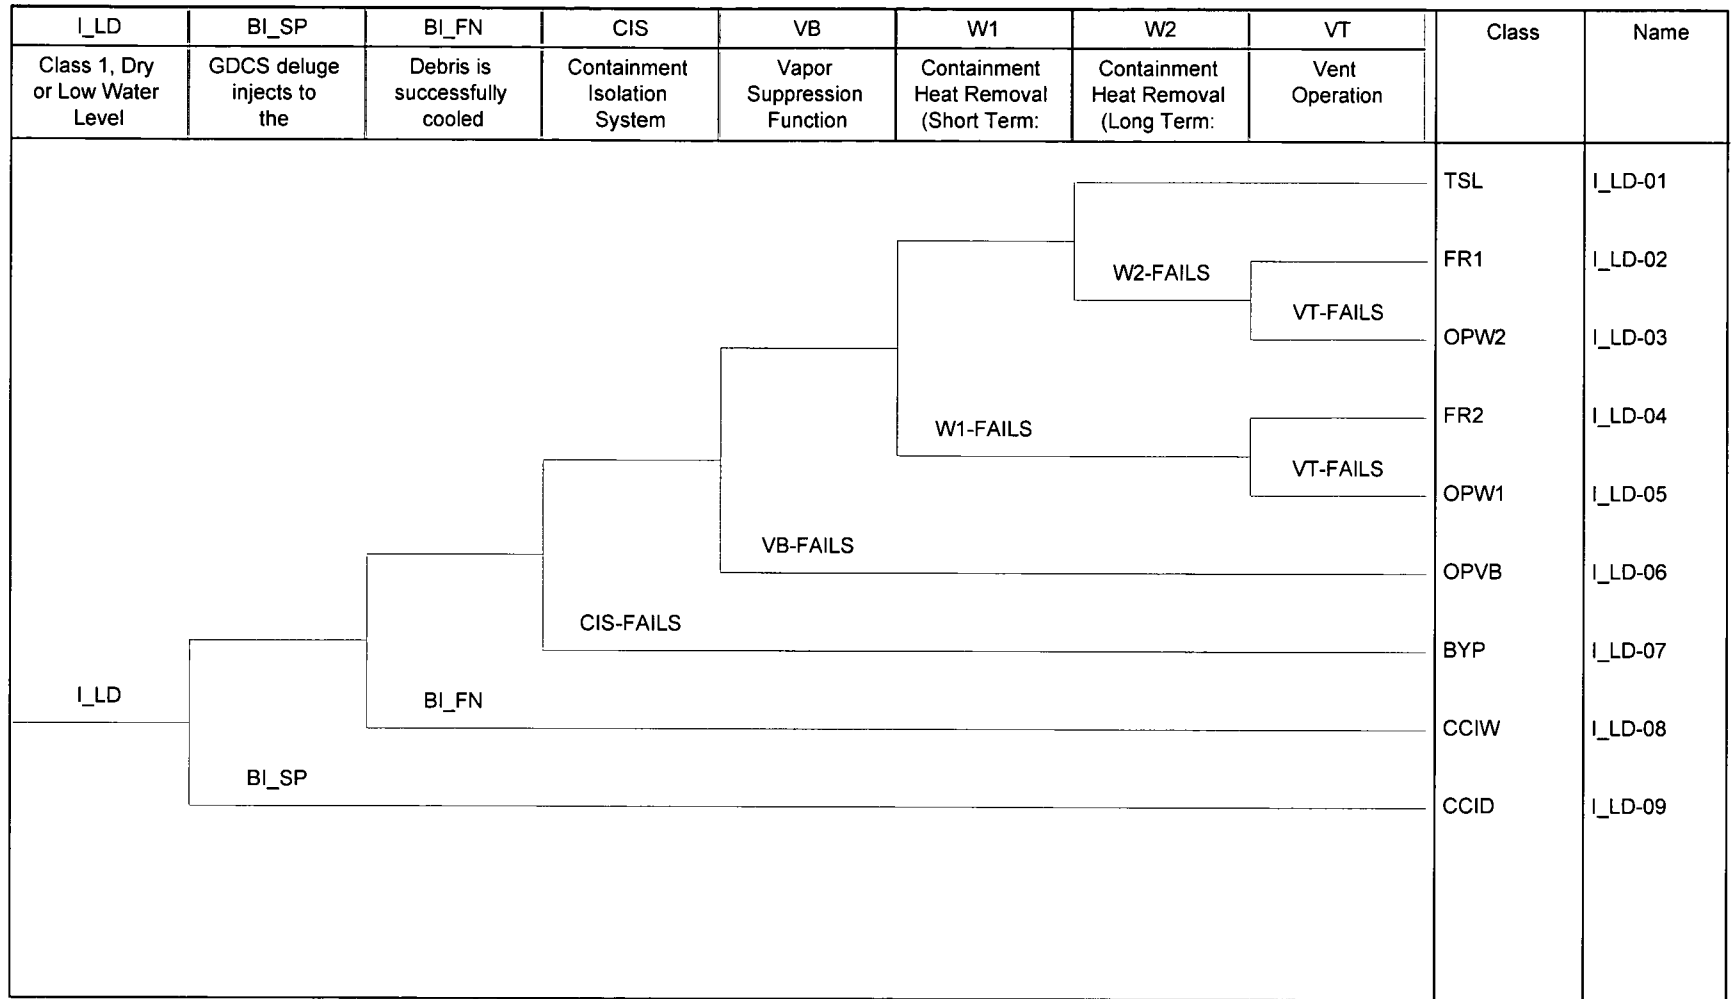 I_LD BI_SP BI_FN CIS VB W1 W2 VT Class Name
Class 1, Dry GDCS deluge Debris is Containment Vapor Containment Containment Vent
or Low Water injects to successfully Isolation Suppression Heat Removal Heat Removal Operation
Level the cooled System Function (Short Term: (Long Term:
TSL I_LD-01
FR1 I_LD-02
W2-FAILS
VT-FAILS
OPW2 I_LD-03
FR2 I_LD-04
W1-FAILS
VT-FAILS
OPW1 I_LD-05
VB-FAILS
OPVB I_LD-06
CIS-FAILS
BYP I_LD-07
I_LD BI_FN
CCIW I_LD-08
BI_SP
CCID I_LD-09